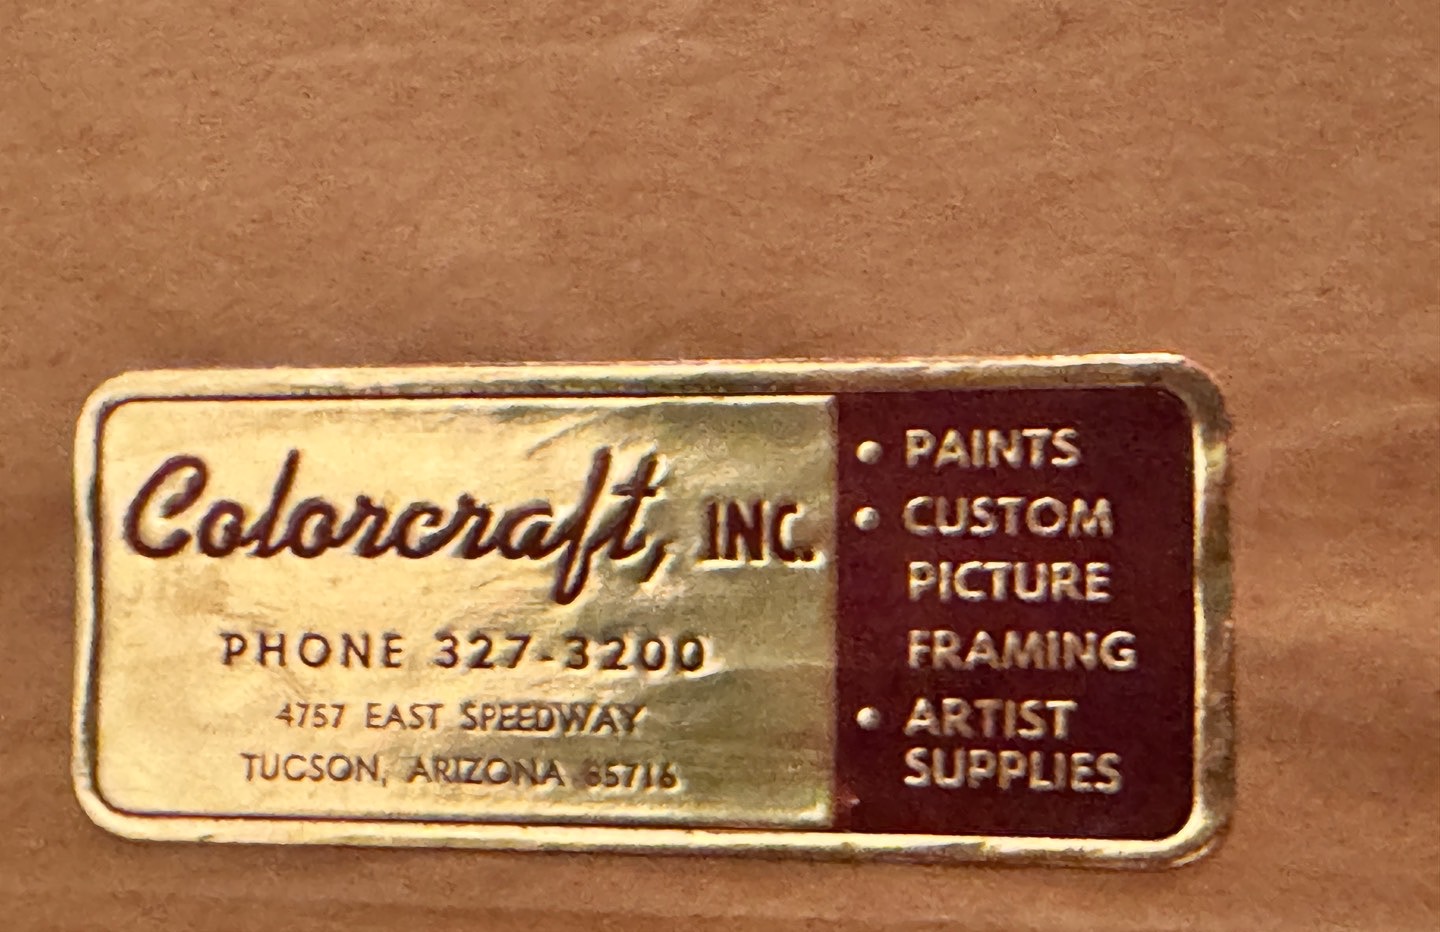 Colorcraft, INC.
PHONE 327-3200
4757 EAST SPEEDWAY
TUCSON, ARIZONA 85716
• PAINTS
• CUSTOM
PICTURE
FRAMING
• ARTIST
SUPPLIES